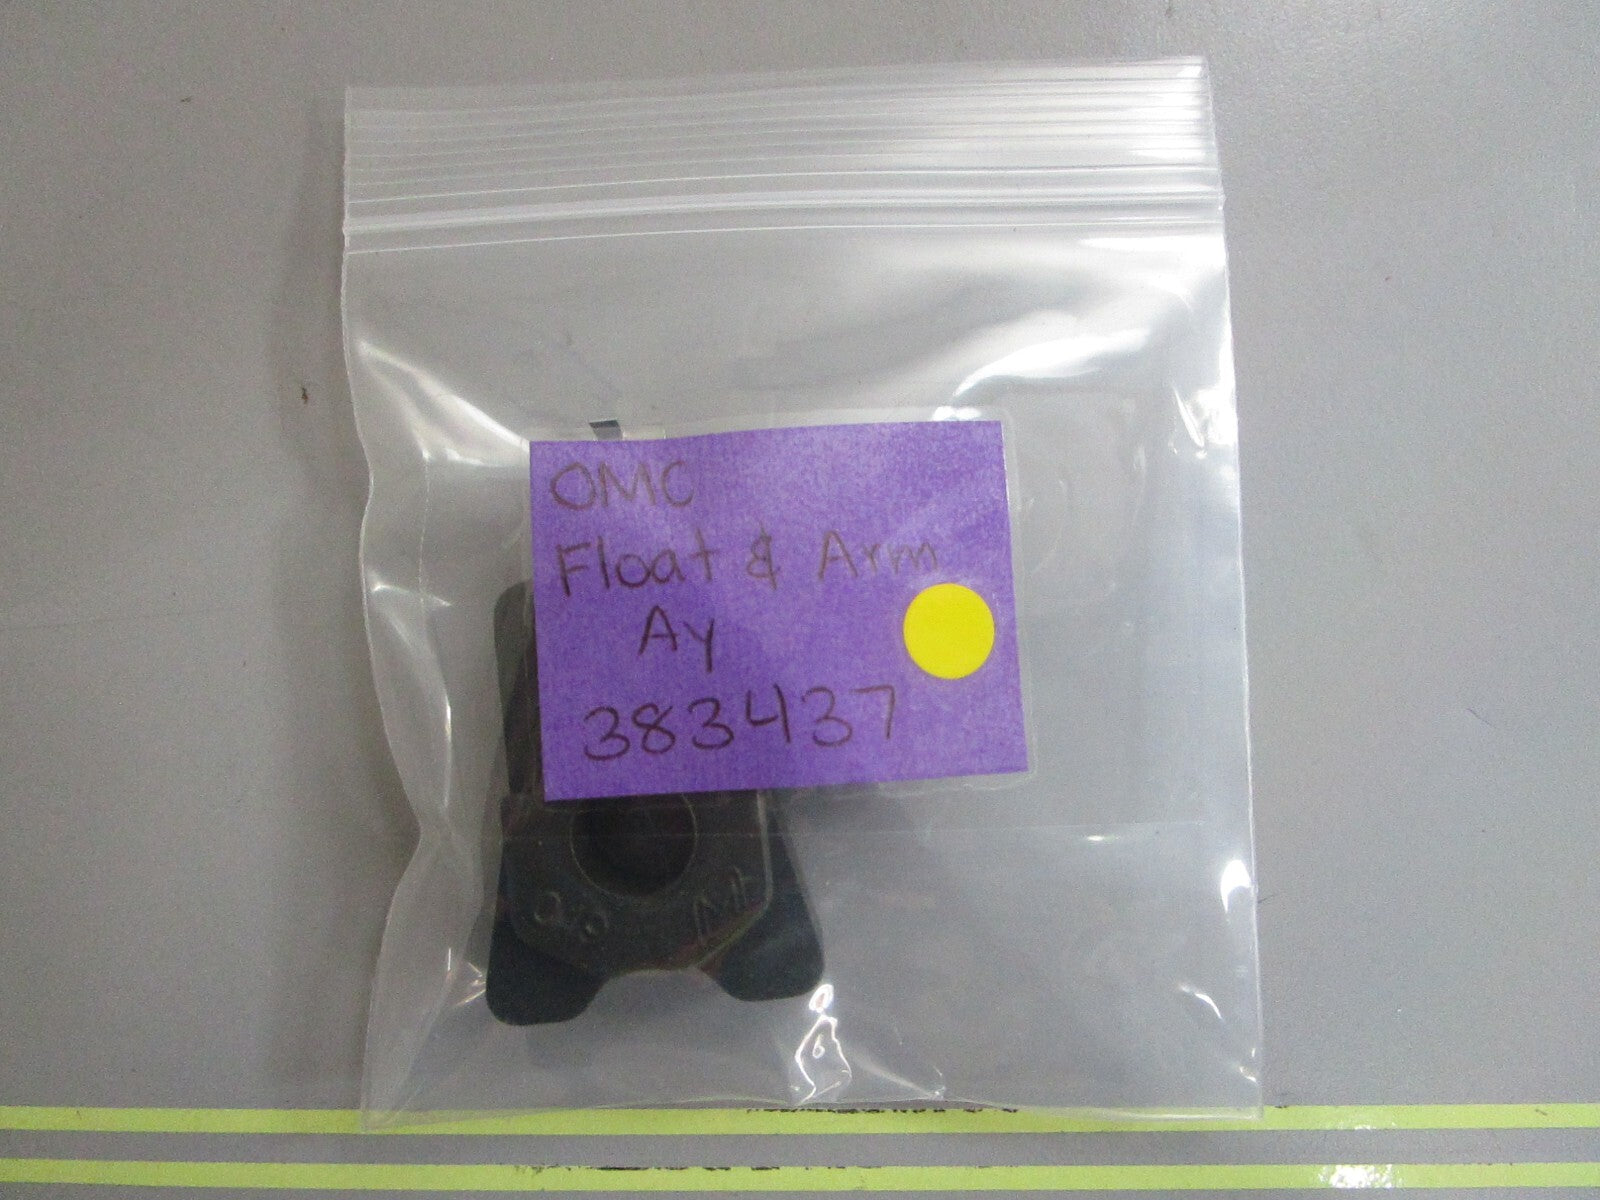 OMC
Float & Arm
Ay
383437